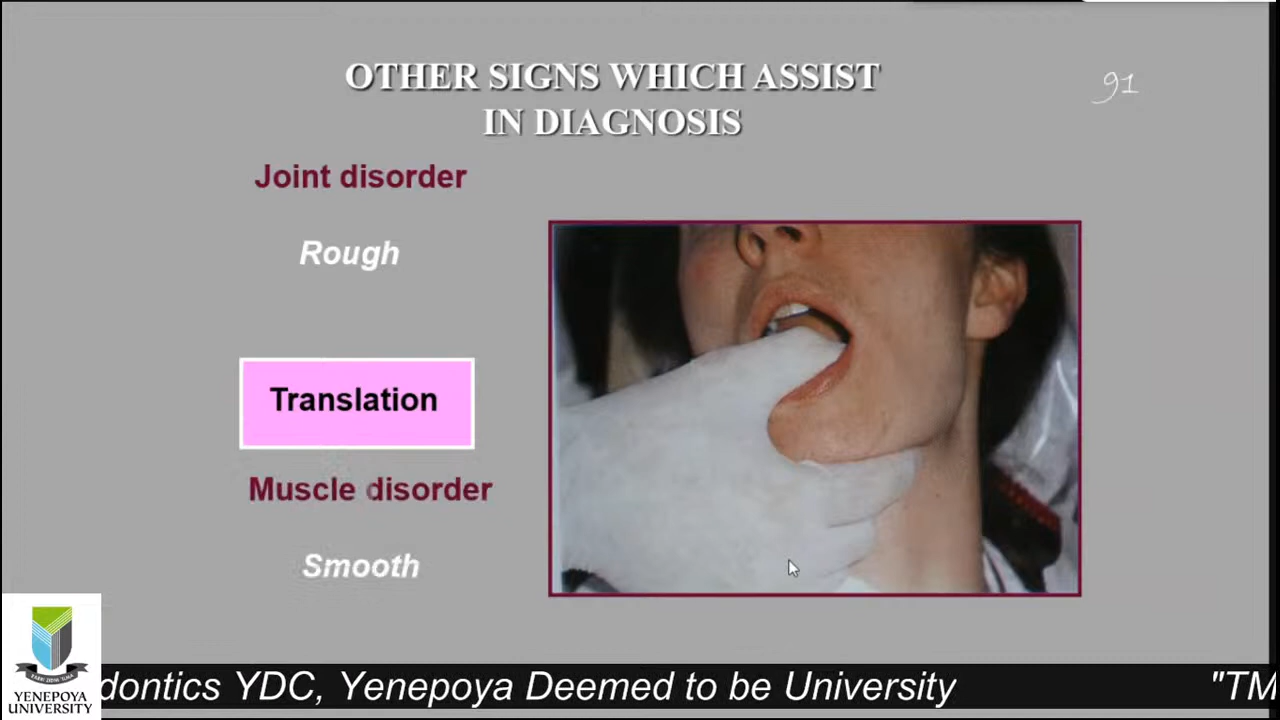 OTHER SIGNS WHICH ASSIST
IN DIAGNOSIS
91
Joint disorder
Rough
Translation
Muscle disorder
Smooth
YENEPOYA
UNIVERSITY
dontics YDC, Yenepoya Deemed to be University "TM